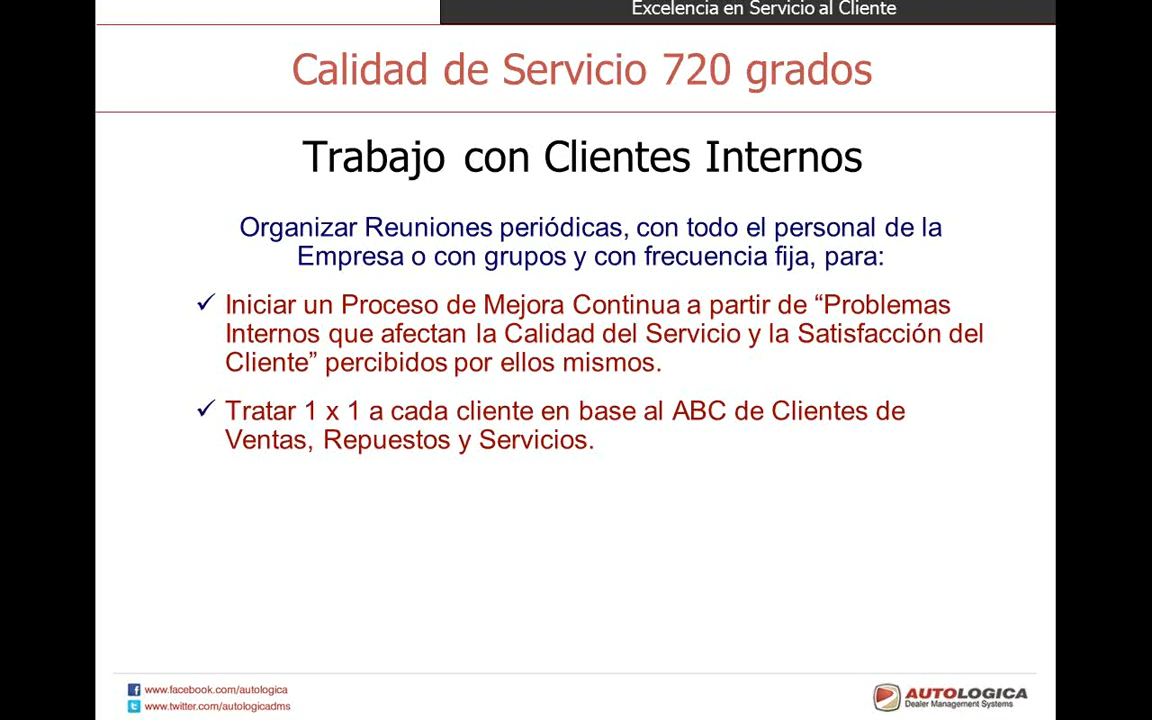 Excelencia en Servicio al Cliente
Calidad de Servicio 720 grados
Trabajo con Clientes Internos
Organizar Reuniones periódicas, con todo el personal de la
Empresa o con grupos y con frecuencia fija, para:
✓ Iniciar un Proceso de Mejora Continua a partir de “Problemas
Internos que afectan la Calidad del Servicio y la Satisfacción del
Cliente” percibidos por ellos mismos.
✓ Tratar 1 x 1 a cada cliente en base al ABC de Clientes de
Ventas, Repuestos y Servicios.
www.facebook.com/autologica
www.twitter.com/autologicadms
AUTOLOGICA
Dealer Management Systems